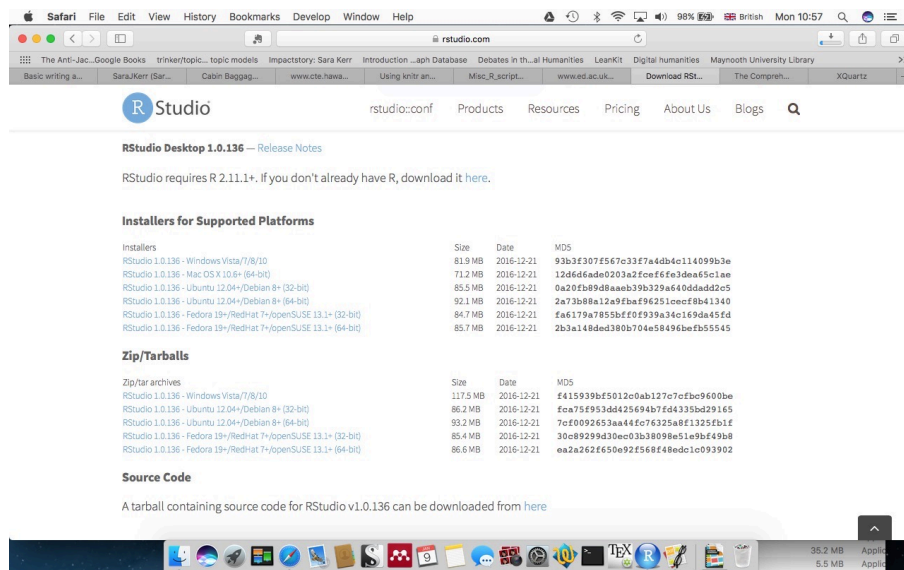 Safari File Edit View History Bookmarks Develop Window Help 98% British Mon 10:57
rstudio.com
The Anti-Jac...Google Books trinker/topic... topic models Impactstory: Sara Kerr Introduction ...aph Database Debates in th...al Humanities LeanKit Digital humanities Maynooth University Library
Basic writing a... SaraJKerr (Sar... Cabin Baggag... www.cte.hawa... Using knitr an... Misc_R_script... www.ed.ac.uk... Download RSt... The Compreh... XQuartz
R Studio rstudio::conf Products Resources Pricing About Us Blogs
RStudio Desktop 1.0.136 — Release Notes
RStudio requires R 2.11.1+. If you don't already have R, download it here.
Installers for Supported Platforms
Installers Size Date MD5
RStudio 1.0.136 - Windows Vista/7/8/10 81.9 MB 2016-12-21 93b3f307f567c33f7a4db4c114099b3e
RStudio 1.0.136 - Mac OS X 10.6+ (64-bit) 71.2 MB 2016-12-21 12d6d6ade0203a2fcef6fe3dea65c1ae
RStudio 1.0.136 - Ubuntu 12.04+/Debian 8+ (32-bit) 85.5 MB 2016-12-21 0a20fb89d8aaeb39b329a640ddadd2c5
RStudio 1.0.136 - Ubuntu 12.04+/Debian 8+ (64-bit) 92.1 MB 2016-12-21 2a73b88a12a9fbaf96251cecf8b41340
RStudio 1.0.136 - Fedora 19+/RedHat 7+/openSUSE 13.1+ (32-bit) 84.7 MB 2016-12-21 fa6179a7855bff0f939a34c169da45fd
RStudio 1.0.136 - Fedora 19+/RedHat 7+/openSUSE 13.1+ (64-bit) 85.7 MB 2016-12-21 2b3a148ded380b704e58496befb55545
Zip/Tarballs
Zip/tar archives Size Date MD5
RStudio 1.0.136 - Windows Vista/7/8/10 117.5 MB 2016-12-21 f415939bf5012c0ab127c7cfbc9600be
RStudio 1.0.136 - Ubuntu 12.04+/Debian 8+ (32-bit) 86.2 MB 2016-12-21 fca75f953dd425694b7fd4335bd29165
RStudio 1.0.136 - Ubuntu 12.04+/Debian 8+ (64-bit) 93.2 MB 2016-12-21 7cf0092653aa44fc76325a8f1325fb1f
RStudio 1.0.136 - Fedora 19+/RedHat 7+/openSUSE 13.1+ (32-bit) 85.4 MB 2016-12-21 30c89299d30ec03b38098e51e9bf49b8
RStudio 1.0.136 - Fedora 19+/RedHat 7+/openSUSE 13.1+ (64-bit) 86.6 MB 2016-12-21 ea2a262f650e92f568f48edc1c093902
Source Code
A tarball containing source code for RStudio v1.0.136 can be downloaded from here
9 TEX R
35.2 MB Applic
5.5 MB Applic